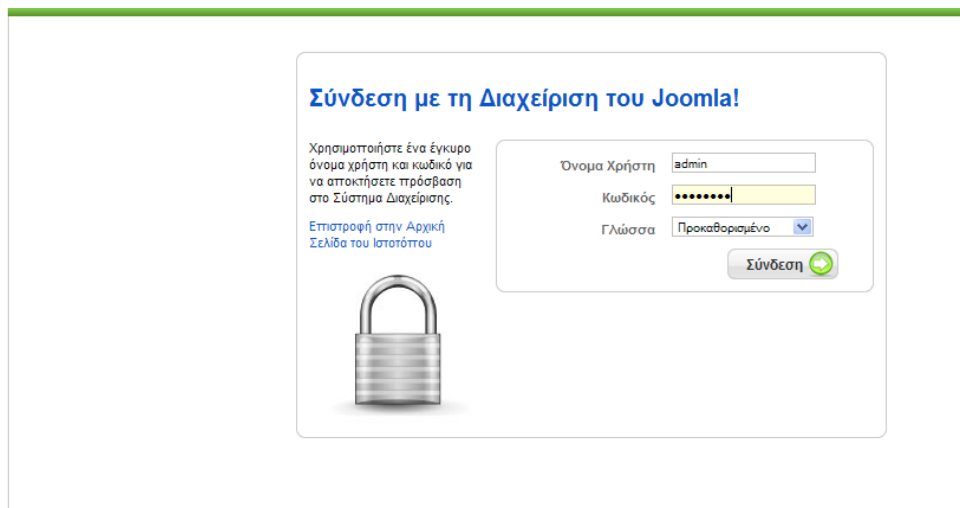 Σύνδεση με τη Διαχείριση του Joomla!
Χρησιμοποιήστε ένα έγκυρο
όνομα χρήστη και κωδικό για
να αποκτήσετε πρόσβαση
στο Σύστημα Διαχείρισης.
Επιστροφή στην Αρχική
Σελίδα του Ιστοτόπου
Όνομα Χρήστη admin
Κωδικός ••••••••
Γλώσσα Προκαθορισμένο
Σύνδεση